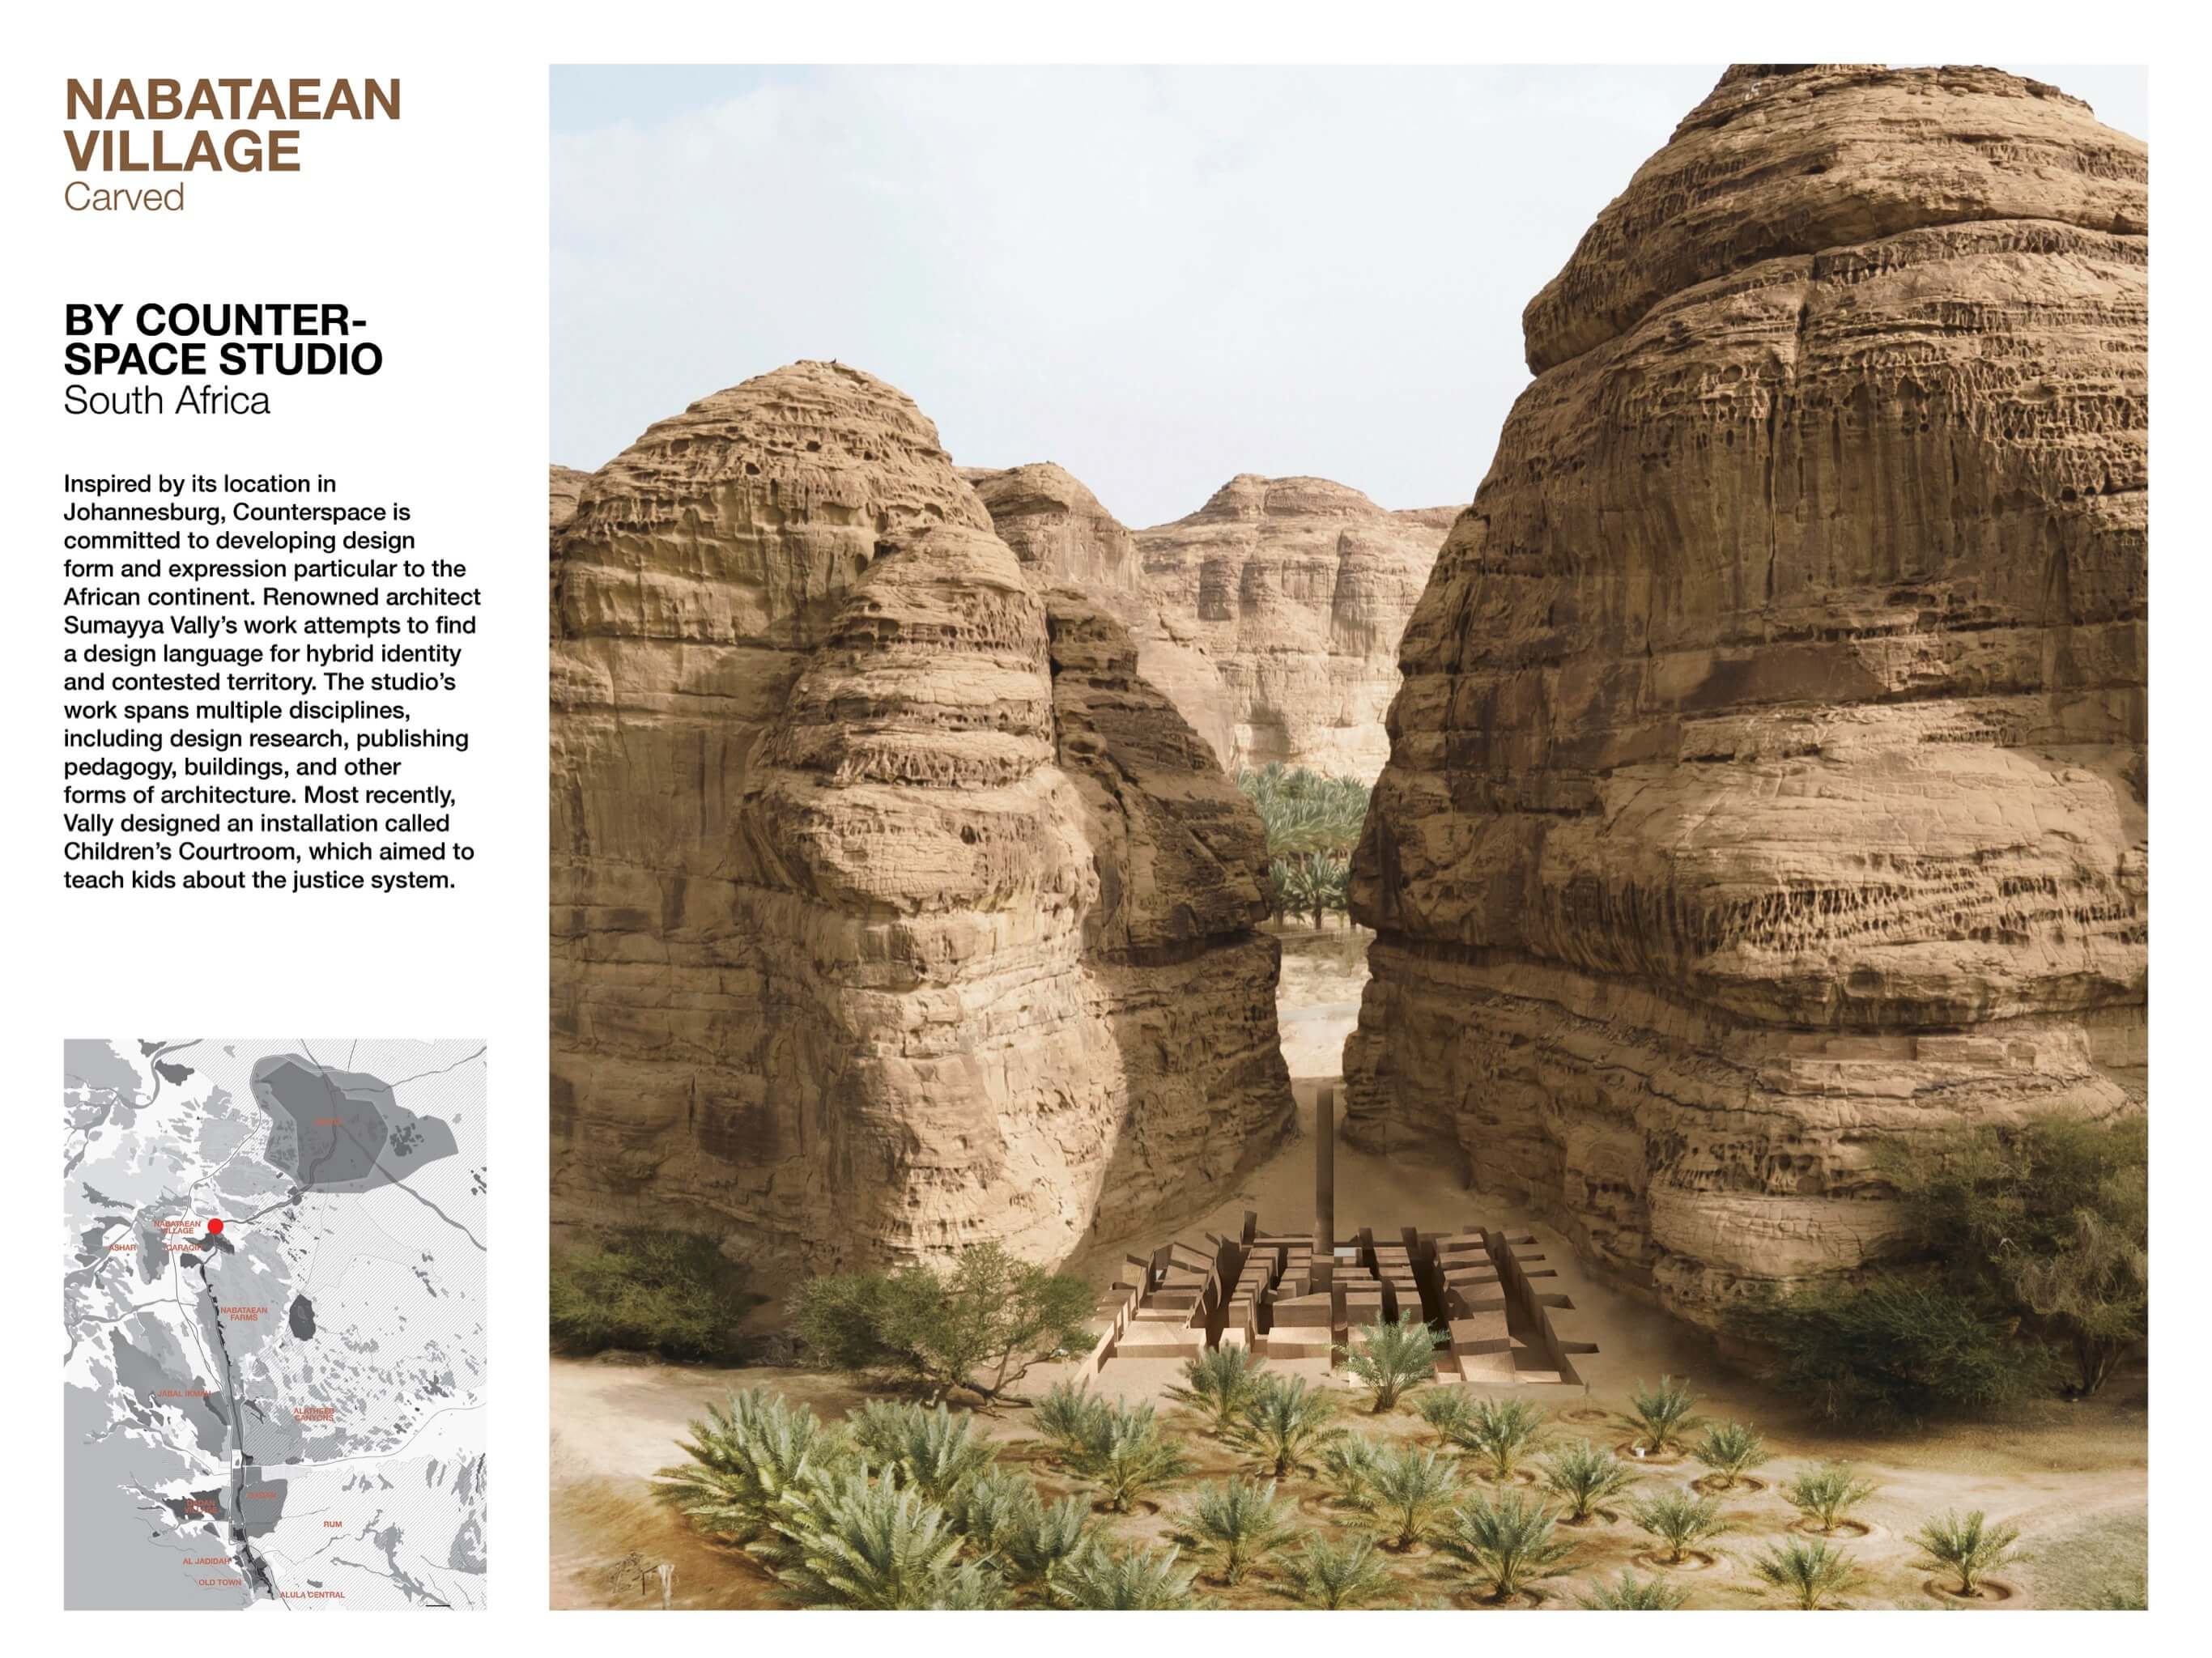 NABATAEAN
VILLAGE
Carved
BY COUNTER-
SPACE STUDIO
South Africa
Inspired by its location in
Johannesburg, Counterspace is
committed to developing design
form and expression particular to the
African continent. Renowned architect
Sumayya Vally’s work attempts to find
a design language for hybrid identity
and contested territory. The studio’s
work spans multiple disciplines,
including design research, publishing
pedagogy, buildings, and other
forms of architecture. Most recently,
Vally designed an installation called
Children’s Courtroom, which aimed to
teach kids about the justice system.
NABATAEAN
VILLAGE
ASHAR
QARAQIR
NABATAEAN
FARMS
JABAL IKMAH
ALATHEEB
CANYONS
DADAN
RUM
AL JADIDAH
OLD TOWN
ALULA CENTRAL